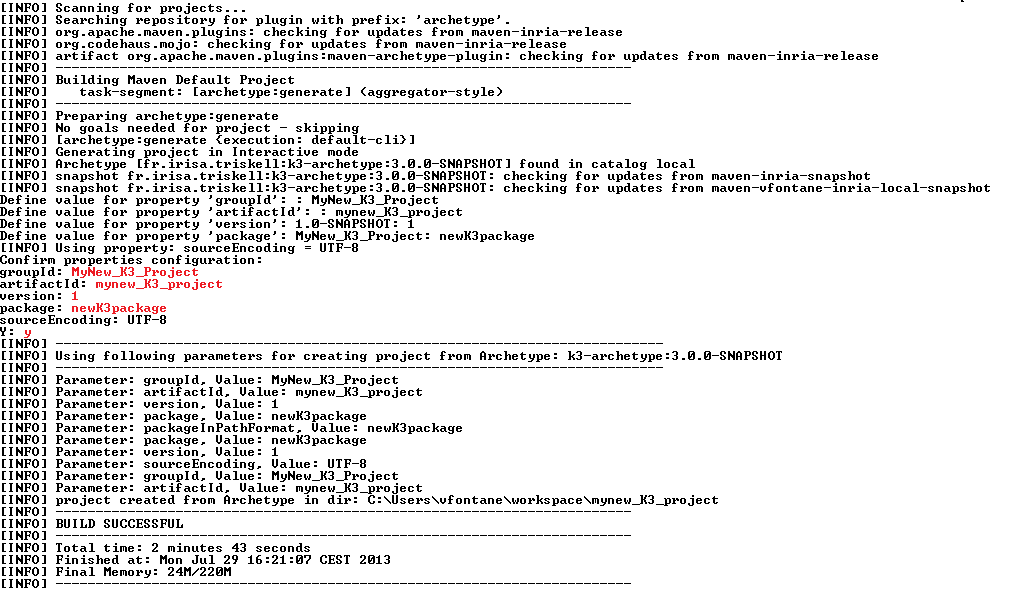 [INFO] Scanning for projects...
[INFO] Searching repository for plugin with prefix: 'archetype'.
[INFO] org.apache.maven.plugins: checking for updates from maven-inria-release
[INFO] org.codehaus.mojo: checking for updates from maven-inria-release
[INFO] artifact org.apache.maven.plugins:maven-archetype-plugin: checking for updates from maven-inria-release
[INFO] ------------------------------------------------------------------------
[INFO] Building Maven Default Project
[INFO]    task-segment: [archetype:generate] (aggregator-style)
[INFO] ------------------------------------------------------------------------
[INFO] Preparing archetype:generate
[INFO] No goals needed for project - skipping
[INFO] [archetype:generate {execution: default-cli}]
[INFO] Generating project in Interactive mode
[INFO] Archetype [fr.irisa.triskell:k3-archetype:3.0.0-SNAPSHOT] found in catalog local
[INFO] snapshot fr.irisa.triskell:k3-archetype:3.0.0-SNAPSHOT: checking for updates from maven-inria-snapshot
[INFO] snapshot fr.irisa.triskell:k3-archetype:3.0.0-SNAPSHOT: checking for updates from maven-vfontane-inria-local-snapshot
Define value for property 'groupId': : MyNew_K3_Project
Define value for property 'artifactId': : mynew_K3_project
Define value for property 'version': 1.0-SNAPSHOT: 1
Define value for property 'package': MyNew_K3_Project: newK3package
[INFO] Using property: sourceEncoding = UTF-8
Confirm properties configuration:
groupId: MyNew_K3_Project
artifactId: mynew_K3_project
version: 1
package: newK3package
sourceEncoding: UTF-8
Y: y
[INFO] ----------------------------------------------------------------------------
[INFO] Using following parameters for creating project from Archetype: k3-archetype:3.0.0-SNAPSHOT
[INFO] ----------------------------------------------------------------------------
[INFO] Parameter: groupId, Value: MyNew_K3_Project
[INFO] Parameter: artifactId, Value: mynew_K3_project
[INFO] Parameter: version, Value: 1
[INFO] Parameter: package, Value: newK3package
[INFO] Parameter: packageInPathFormat, Value: newK3package
[INFO] Parameter: package, Value: newK3package
[INFO] Parameter: version, Value: 1
[INFO] Parameter: sourceEncoding, Value: UTF-8
[INFO] Parameter: groupId, Value: MyNew_K3_Project
[INFO] Parameter: artifactId, Value: mynew_K3_project
[INFO] project created from Archetype in dir: C:\Users\vfontane\workspace\mynew_K3_project
[INFO] ------------------------------------------------------------------------
[INFO] BUILD SUCCESSFUL
[INFO] ------------------------------------------------------------------------
[INFO] Total time: 2 minutes 43 seconds
[INFO] Finished at: Mon Jul 29 16:21:07 CEST 2013
[INFO] Final Memory: 24M/220M
[INFO] ------------------------------------------------------------------------